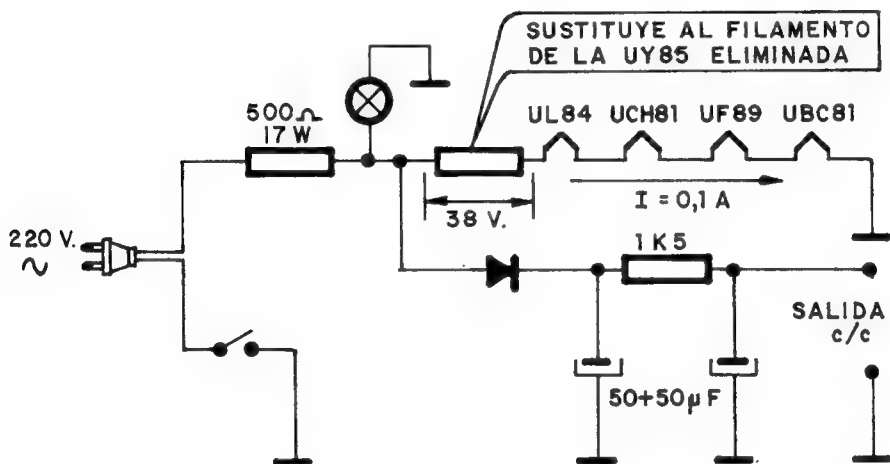 SUSTITUYE AL FILAMENTO
DE LA UY85 ELIMINADA
500Ω
17 W
UL84 UCH81 UF89 UBC81
38 V.
I = 0,1 A
220 V.
∼
1K5
SALIDA
c/c
50+50µF